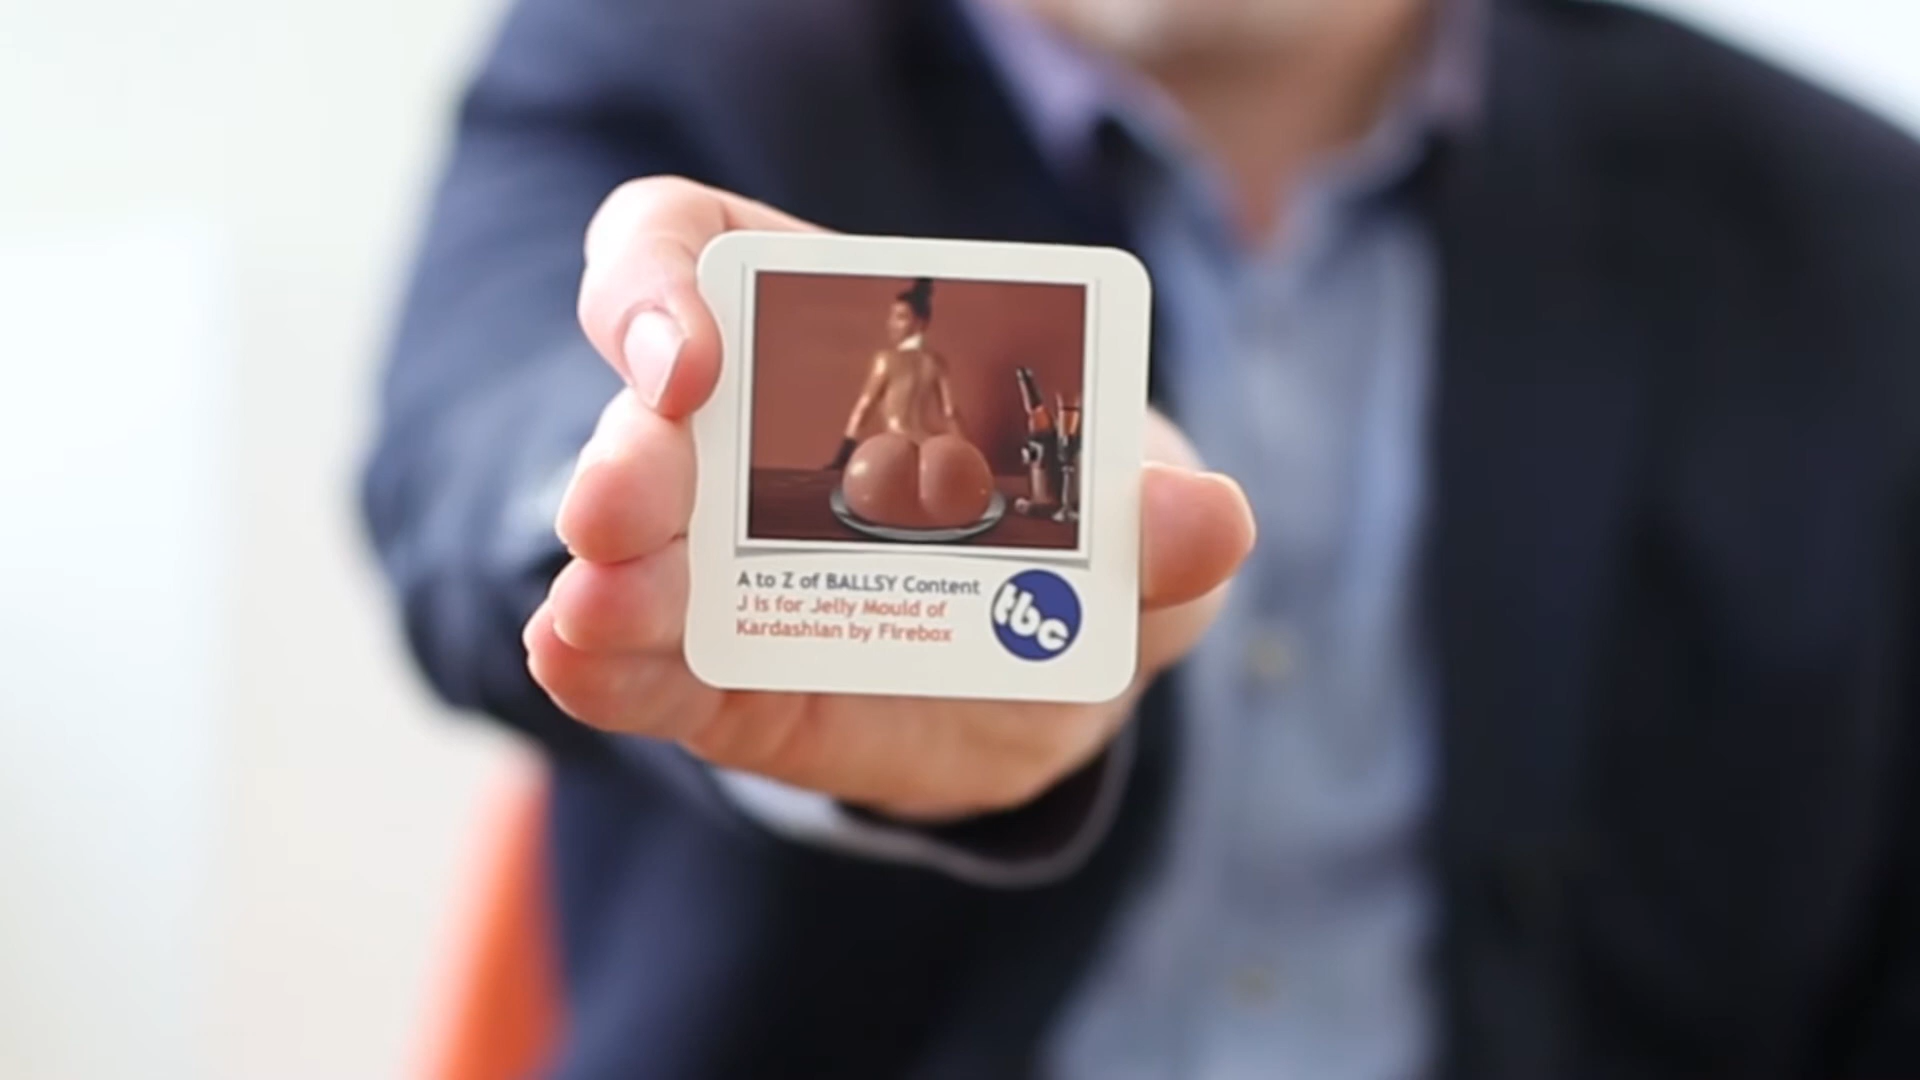 A to Z of BALLSY Content
J is for Jelly Mould of
Kardashian by Firebox
tbc